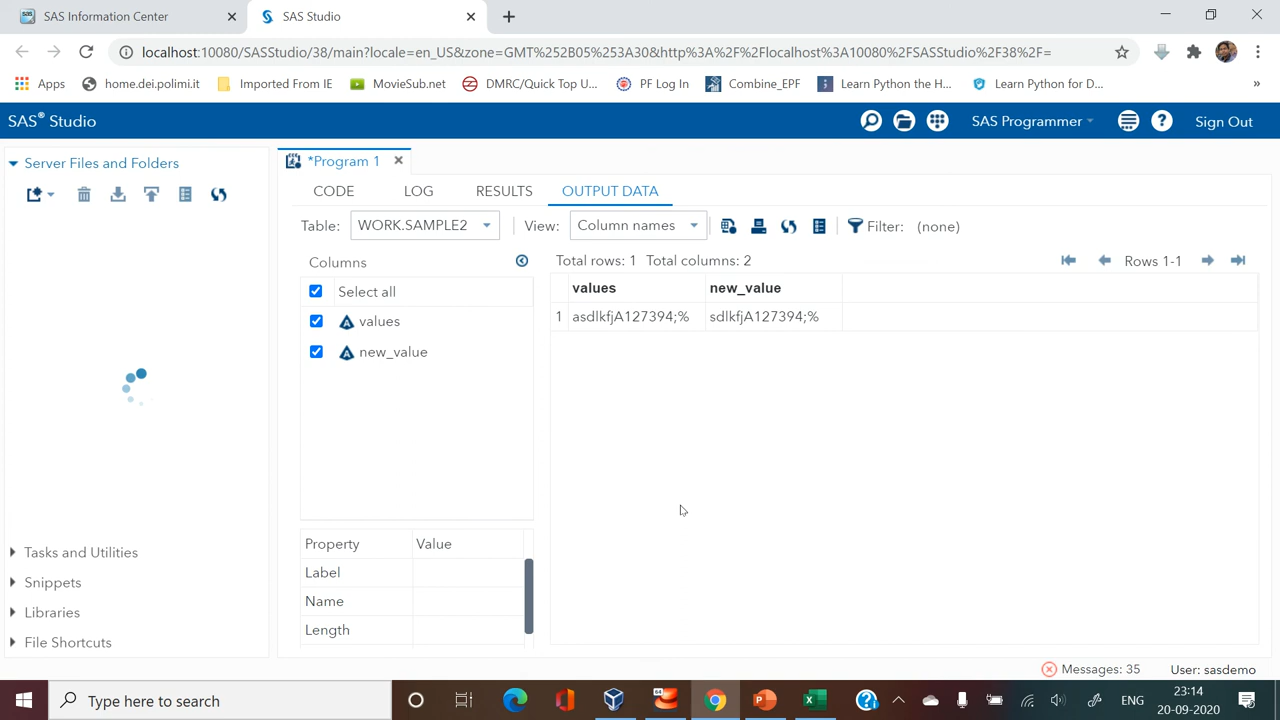 SAS Information Center
SAS Studio
localhost:10080/SASStudio/38/main?locale=en_US&zone=GMT%252B05%253A30&http%3A%2F%2Flocalhost%3A10080%2FSASStudio%2F38%2F=
Apps home.dei.polimi.it Imported From IE MovieSub.net DMRC/Quick Top U... PF Log In Combine_EPF Learn Python the H... Learn Python for D... »
SAS® Studio
SAS Programmer
Sign Out
Server Files and Folders
*Program 1
CODE LOG RESULTS OUTPUT DATA
Table: WORK.SAMPLE2 View: Column names Filter: (none)
Columns
Total rows: 1 Total columns: 2
Rows 1-1
Select all
values
new_value
values new_value
1 asdlkfjA127394;% sdlkfjA127394;%
Property Value
Label
Name
Length
Tasks and Utilities
Snippets
Libraries
File Shortcuts
Messages: 35 User: sasdemo
Type here to search
64
ENG
23:14
20-09-2020